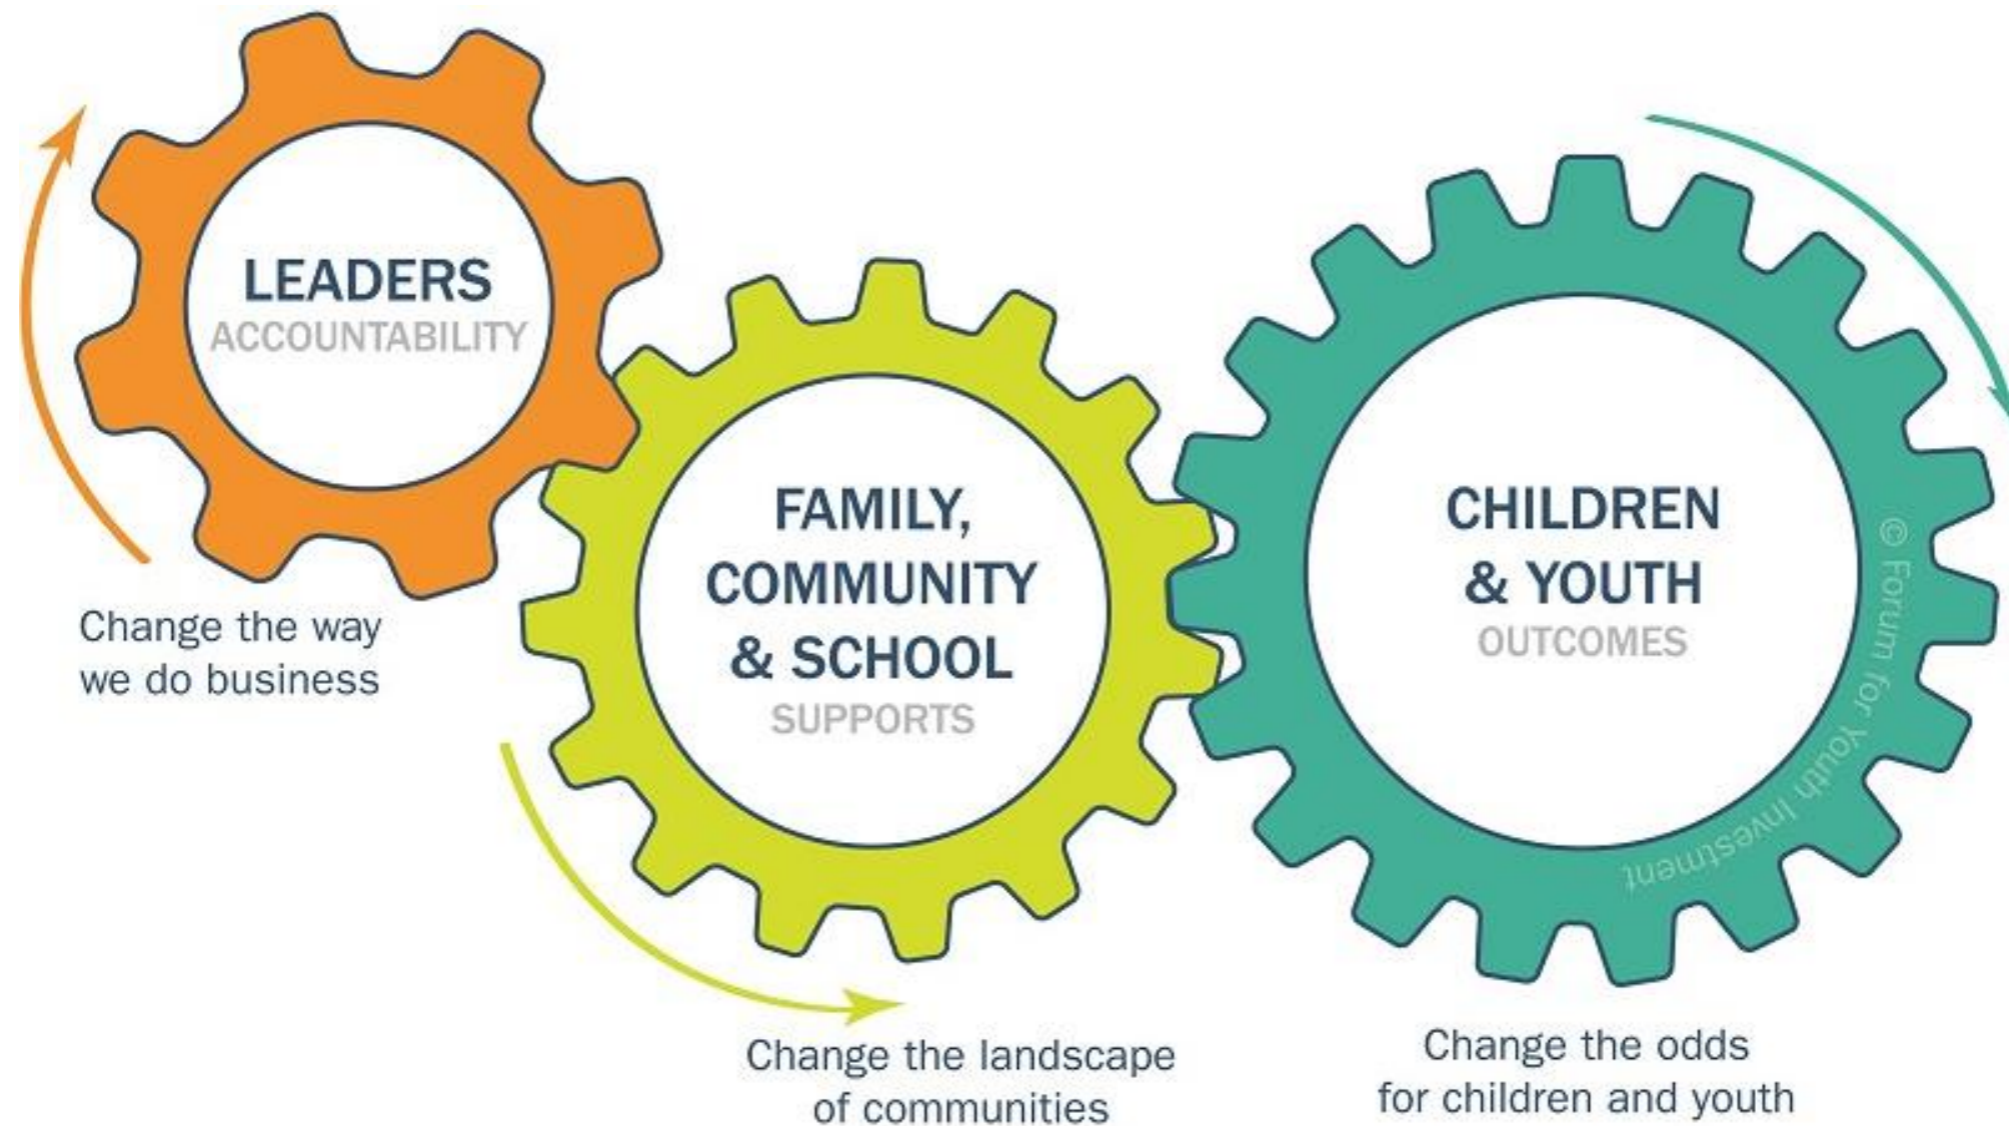 LEADERS
ACCOUNTABILITY
Change the way
we do business
FAMILY,
COMMUNITY
& SCHOOL
SUPPORTS
Change the landscape
of communities
CHILDREN
& YOUTH
OUTCOMES
© Forum for Youth Investment
Change the odds
for children and youth